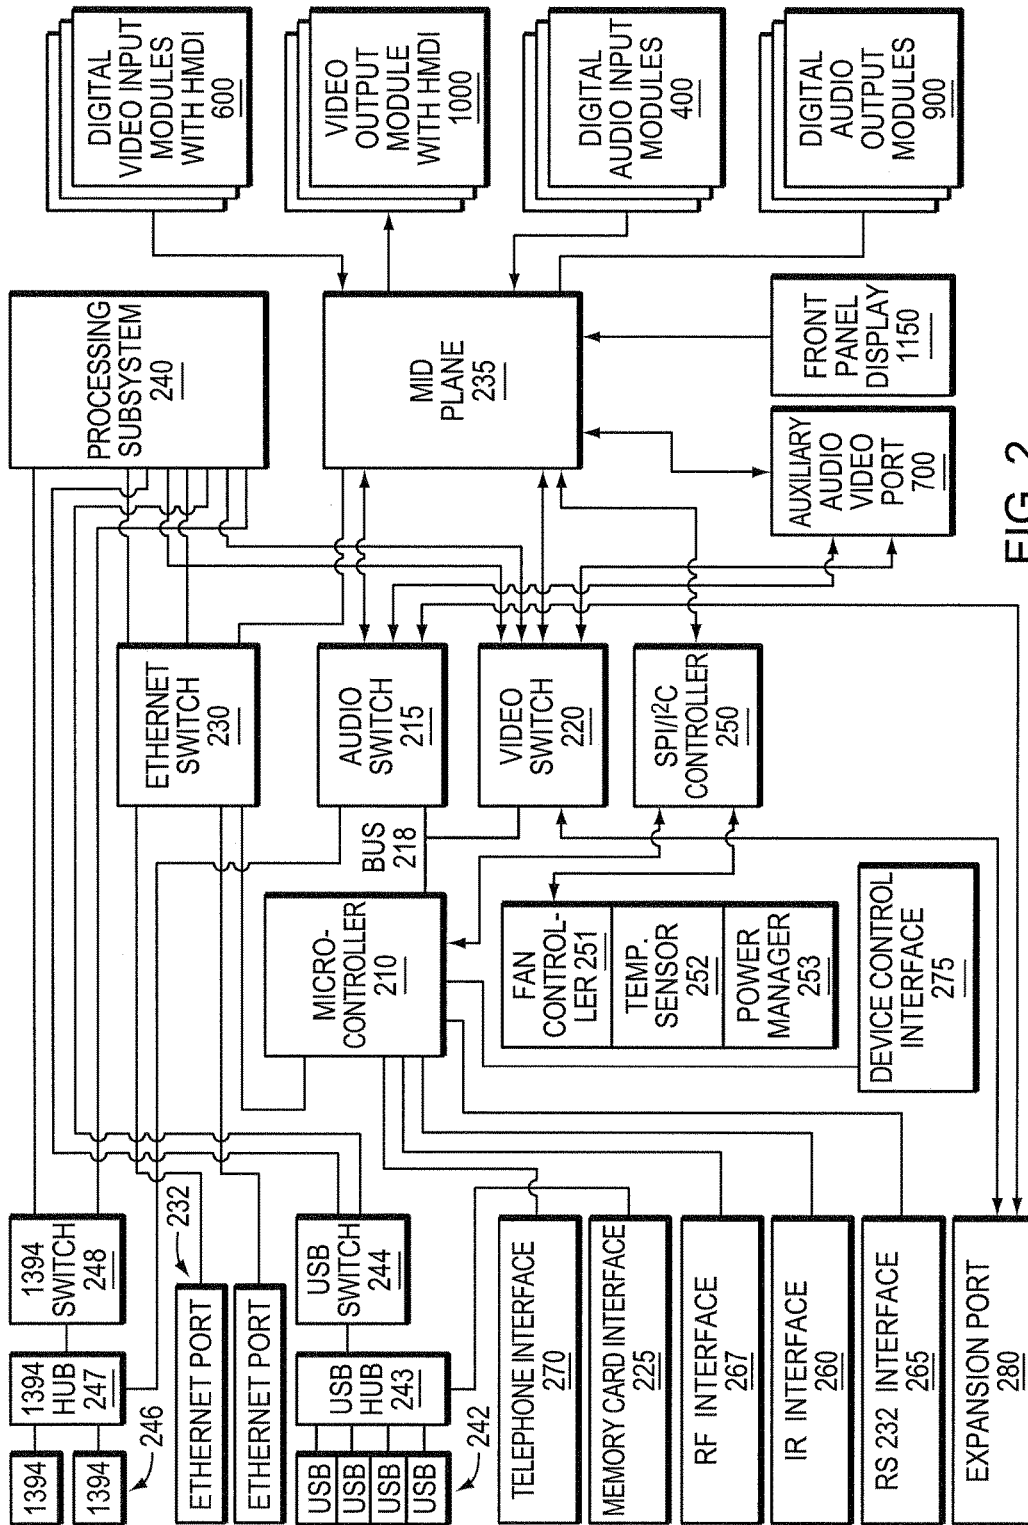 DIGITAL
VIDEO INPUT
MODULES
WITH HMDI
600
VIDEO
OUTPUT
MODULE
WITH HMDI
1000
DIGITAL
AUDIO INPUT
MODULES
400
DIGITAL
AUDIO
OUTPUT
MODULES
900
PROCESSING
SUBSYSTEM
240
MID
PLANE
235
FRONT
PANEL
DISPLAY
1150
AUXILIARY
AUDIO
VIDEO
PORT
700
ETHERNET
SWITCH
230
AUDIO
SWITCH
215
VIDEO
SWITCH
220
SPI/I²C
CONTROLLER
250
BUS
218
MICRO-
CONTROLLER
210
FAN
CONTROL-
LER 251
TEMP.
SENSOR
252
POWER
MANAGER
253
DEVICE CONTROL
INTERFACE
275
1394
SWITCH
248
232
USB
SWITCH
244
1394
HUB
247
ETHERNET PORT
ETHERNET PORT
USB
HUB
243
1394
1394
246
USB
USB
USB
USB
242
TELEPHONE INTERFACE
270
MEMORY CARD INTERFACE
225
RF INTERFACE
267
IR INTERFACE
260
RS 232 INTERFACE
265
EXPANSION PORT
280
FIG. 2